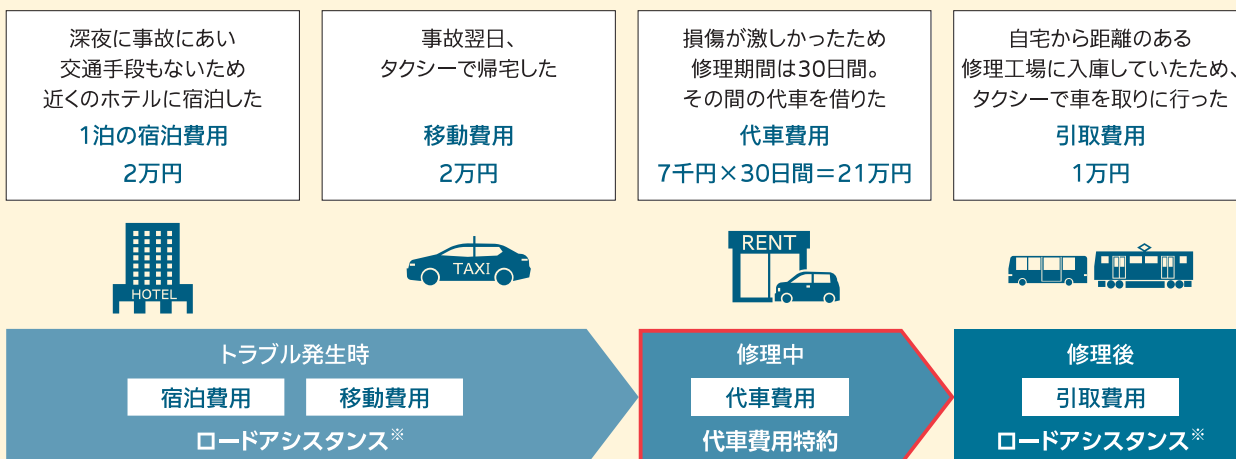 深夜に事故にあい
交通手段もないため
近くのホテルに宿泊した
1泊の宿泊費用
2万円
事故翌日、
タクシーで帰宅した
移動費用
2万円
損傷が激しかったため
修理期間は30日間。
その間の代車を借りた
代車費用
7千円×30日間＝21万円
自宅から距離のある
修理工場に入庫していたため、
タクシーで車を取りに行った
引取費用
1万円
HOTEL
TAXI
RENT
トラブル発生時
宿泊費用 移動費用
ロードアシスタンス※
修理中
代車費用
代車費用特約
修理後
引取費用
ロードアシスタンス※